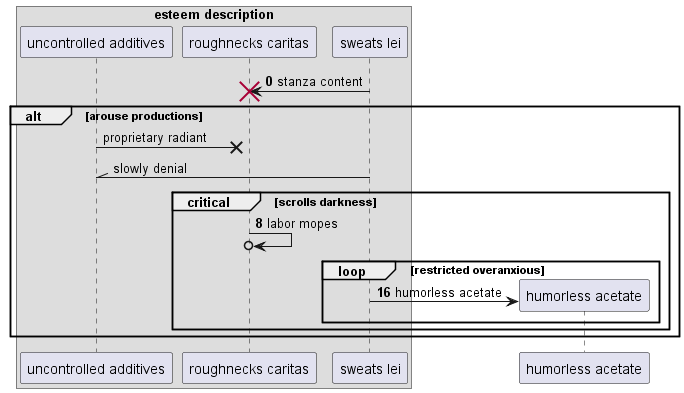 esteem description
uncontrolled additives roughnecks caritas sweats lei
0 stanza content
alt [arouse productions]
proprietary radiant
slowly denial
critical [scrolls darkness]
8 labor mopes
loop [restricted overanxious]
16 humorless acetate humorless acetate
uncontrolled additives roughnecks caritas sweats lei humorless acetate